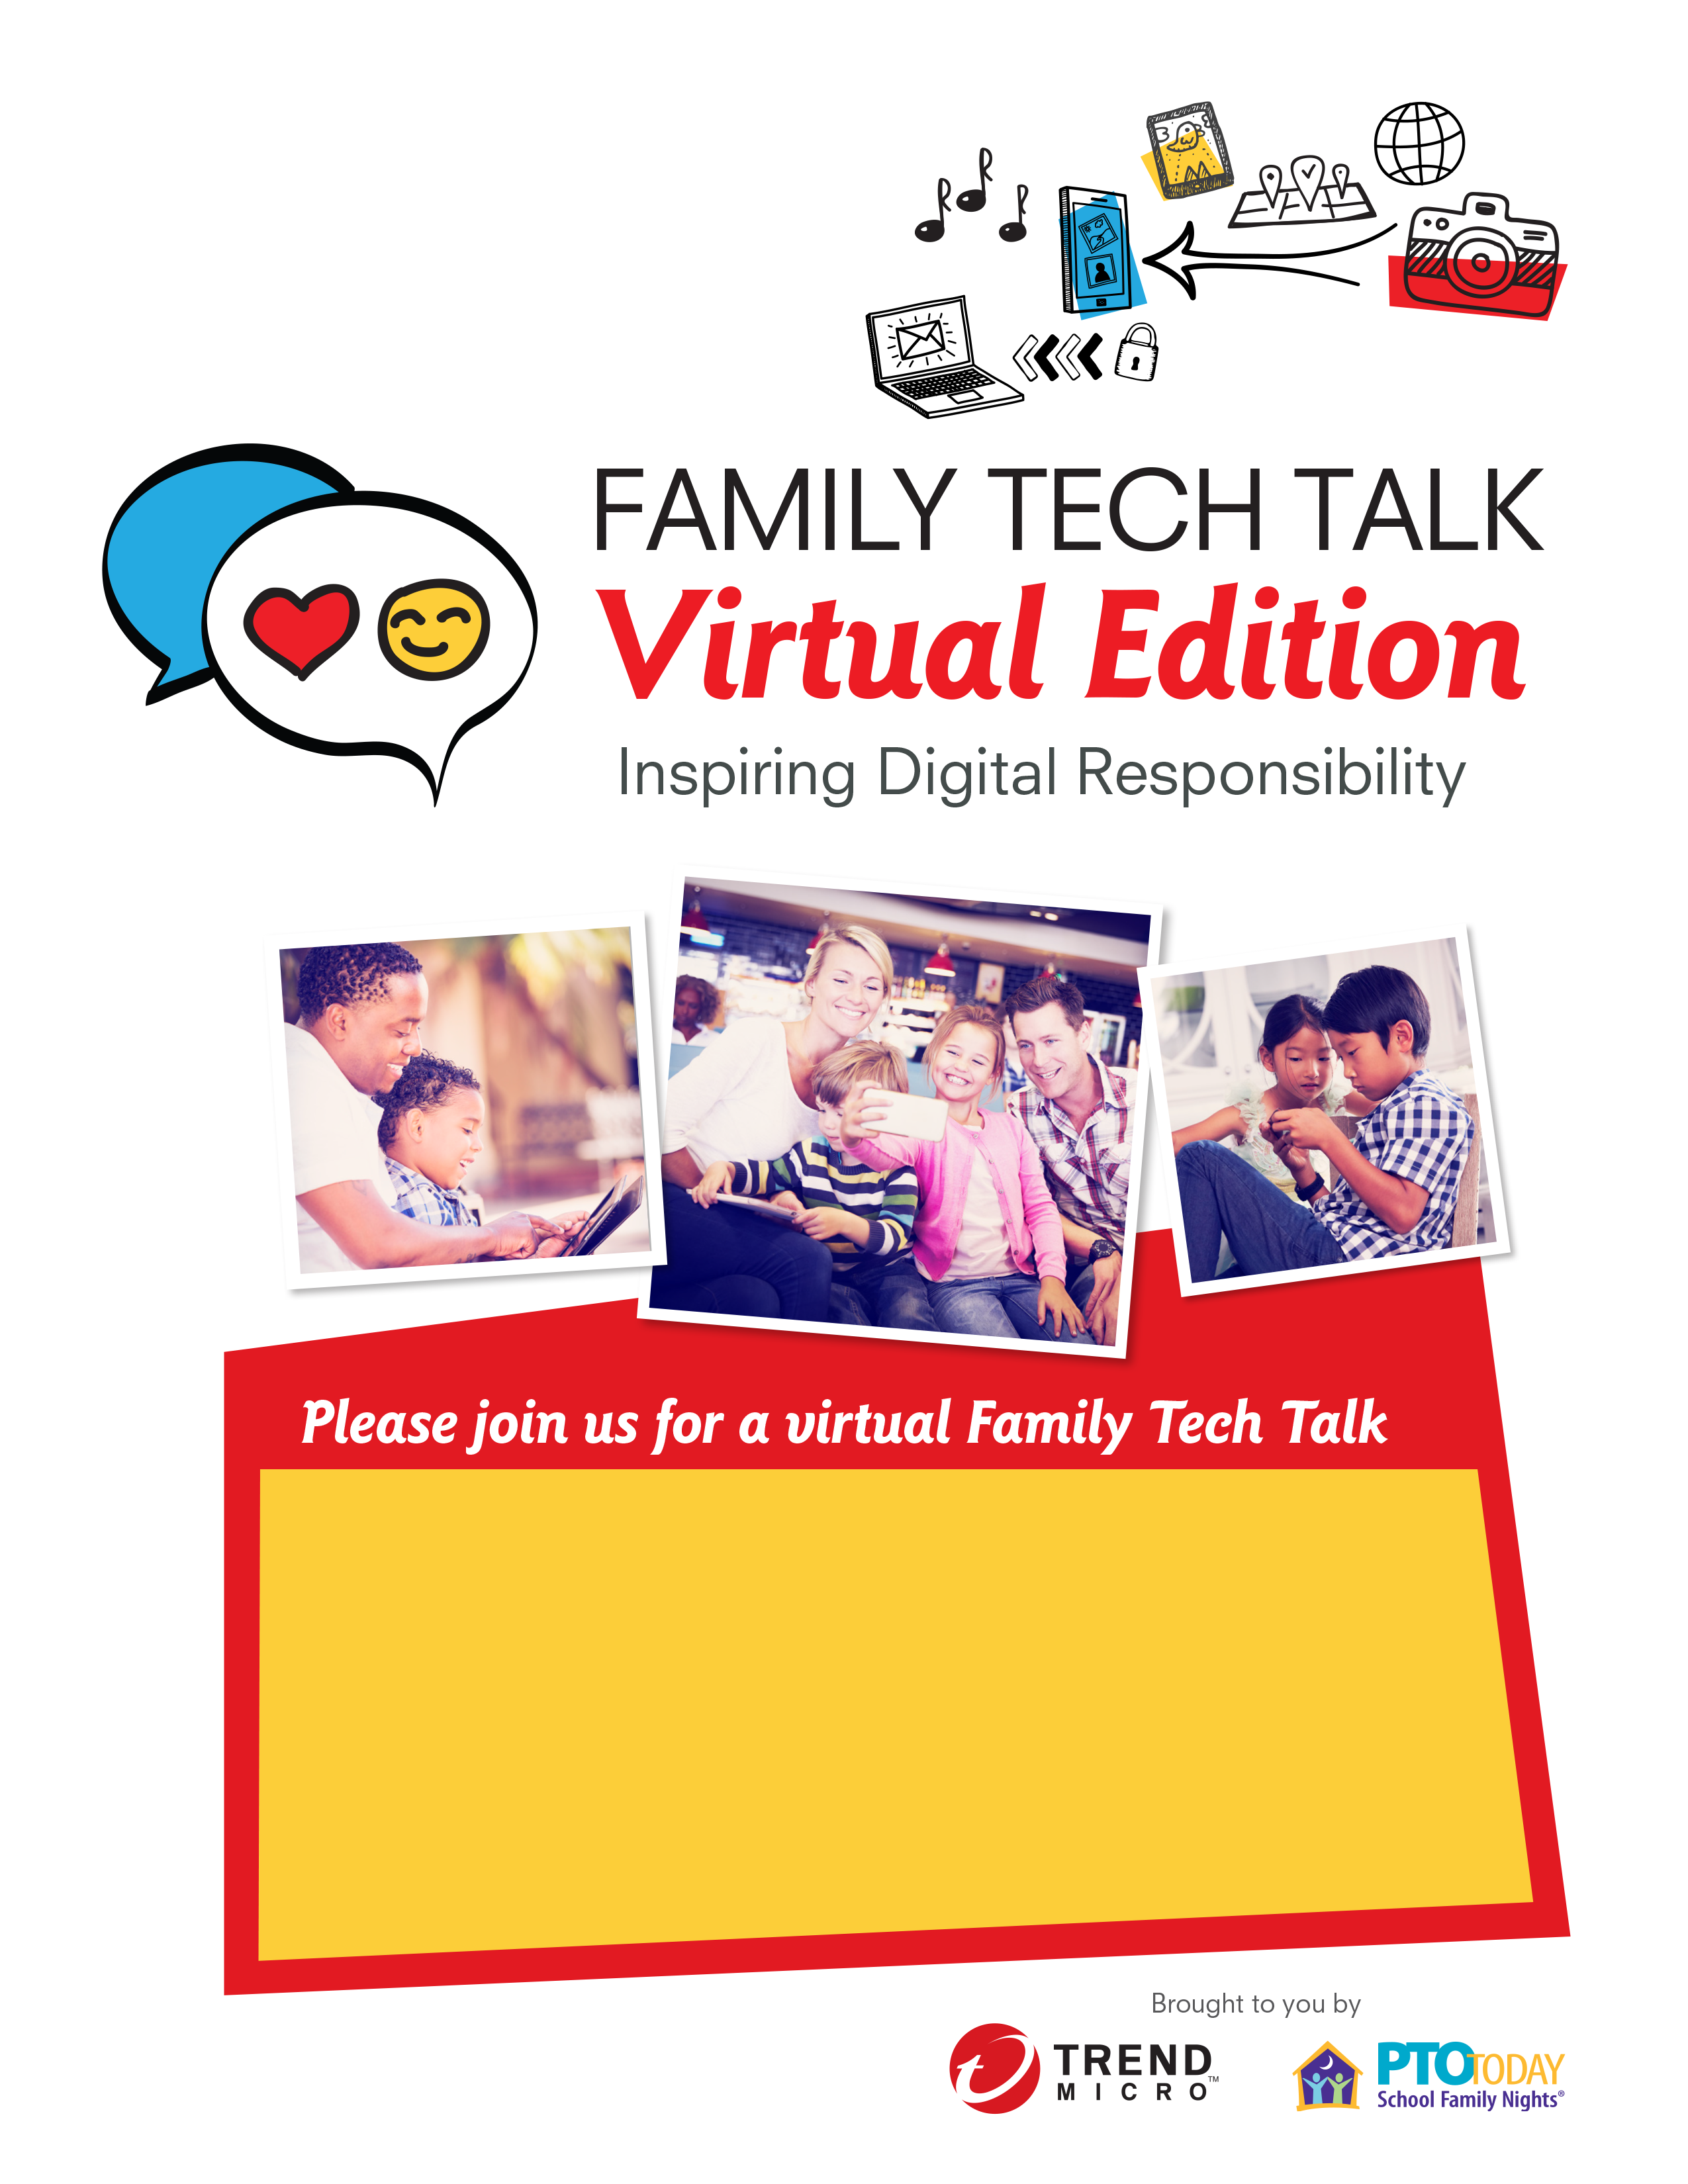 FAMILY TECH TALK
Virtual Edition
Inspiring Digital Responsibility
Please join us for a virtual Family Tech Talk
Brought to you by
TREND
MICRO™
PTO TODAY
School Family Nights®